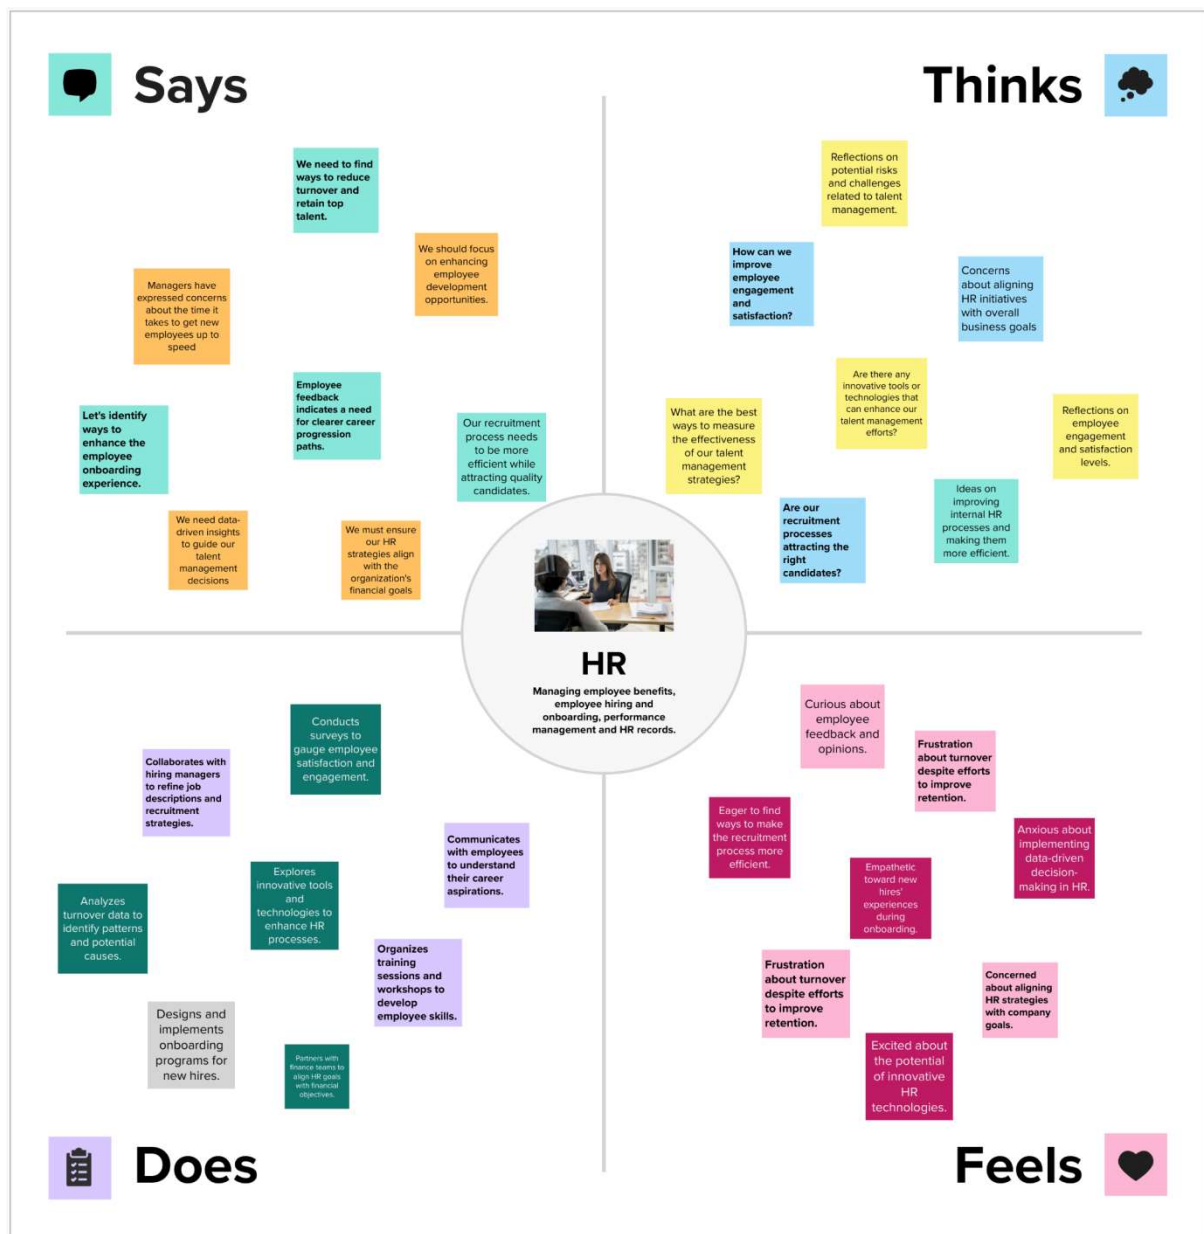 Says
We need to find
ways to reduce
turnover and
retain top
talent.
We should focus
on enhancing
employee
development
opportunities.
Managers have
expressed concerns
about the time it
takes to get new
employees up to
speed
Employee
feedback
indicates a need
for clearer career
progression
paths.
Let's identify
ways to
enhance the
employee
onboarding
experience.
Our recruitment
process needs
to be more
efficient while
attracting quality
candidates.
We need data-
driven insights
to guide our
talent
management
decisions
We must ensure
our HR
strategies align
with the
organization's
financial goals
Thinks
Reflections on
potential risks
and challenges
related to talent
management.
How can we
improve
employee
engagement
and
satisfaction?
Concerns
about aligning
HR initiatives
with overall
business goals
Are there any
innovative tools or
technologies that
can enhance our
talent management
efforts?
What are the best
ways to measure
the effectiveness
of our talent
management
strategies?
Reflections on
employee
engagement
and satisfaction
levels.
Ideas on
improving
internal HR
processes and
making them
more efficient.
Are our
recruitment
processes
attracting the
right
candidates?
HR
Managing employee benefits,
employee hiring and
onboarding, performance
management and HR records.
Conducts
surveys to
gauge employee
satisfaction and
engagement.
Collaborates with
hiring managers
to refine job
descriptions and
recruitment
strategies.
Communicates
with employees
to understand
their career
aspirations.
Explores
innovative tools
and
technologies to
enhance HR
processes.
Analyzes
turnover data to
identify patterns
and potential
causes.
Organizes
training
sessions and
workshops to
develop
employee skills.
Designs and
implements
onboarding
programs for
new hires.
Partners with
finance teams to
align HR goals
with financial
objectives.
Does
Curious about
employee
feedback and
opinions.
Frustration
about turnover
despite efforts
to improve
retention.
Eager to find
ways to make
the recruitment
process more
efficient.
Anxious about
implementing
data-driven
decision-
making in HR.
Empathetic
toward new
hires'
experiences
during
onboarding.
Frustration
about turnover
despite efforts
to improve
retention.
Concerned
about aligning
HR strategies
with company
goals.
Excited about
the potential
of innovative
HR
technologies.
Feels